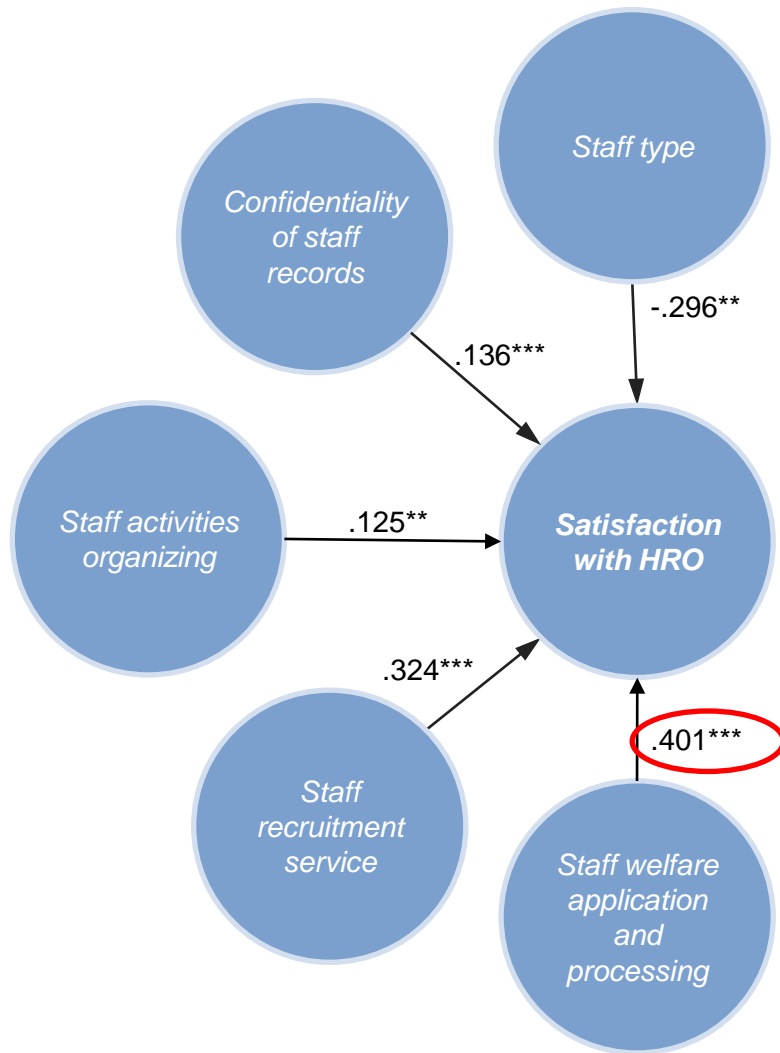 Staff type
Confidentiality
of staff
records
-.296**
.136***
Staff activities
organizing
.125**
Satisfaction
with HRO
.324***
.401***
Staff
recruitment
service
Staff welfare
application
and
processing